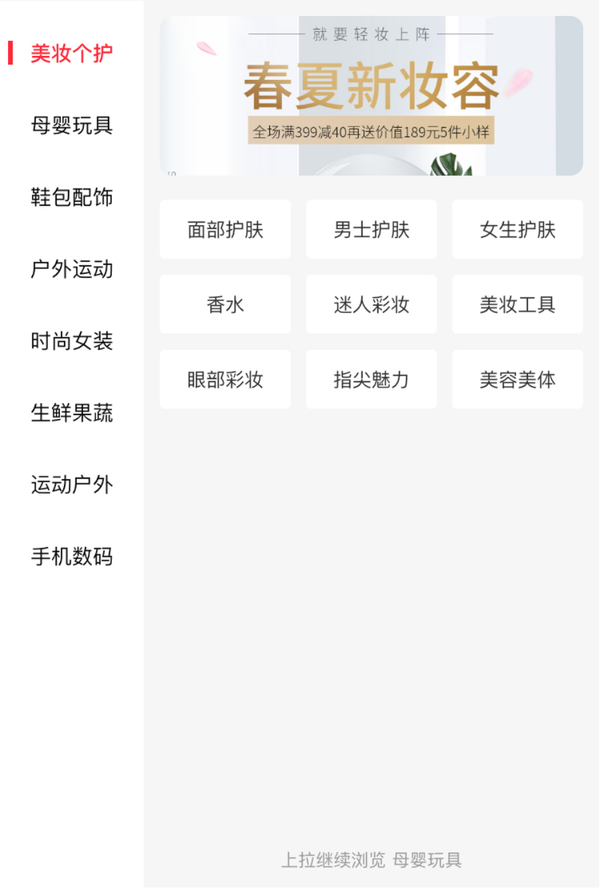 美妆个护
母婴玩具
鞋包配饰
户外运动
时尚女装
生鲜果蔬
运动户外
手机数码
就要轻妆上阵
春夏新妆容
全场满399减40再送价值189元5件小样
面部护肤 男士护肤 女生护肤
香水 迷人彩妆 美妆工具
眼部彩妆 指尖魅力 美容美体
上拉继续浏览 母婴玩具